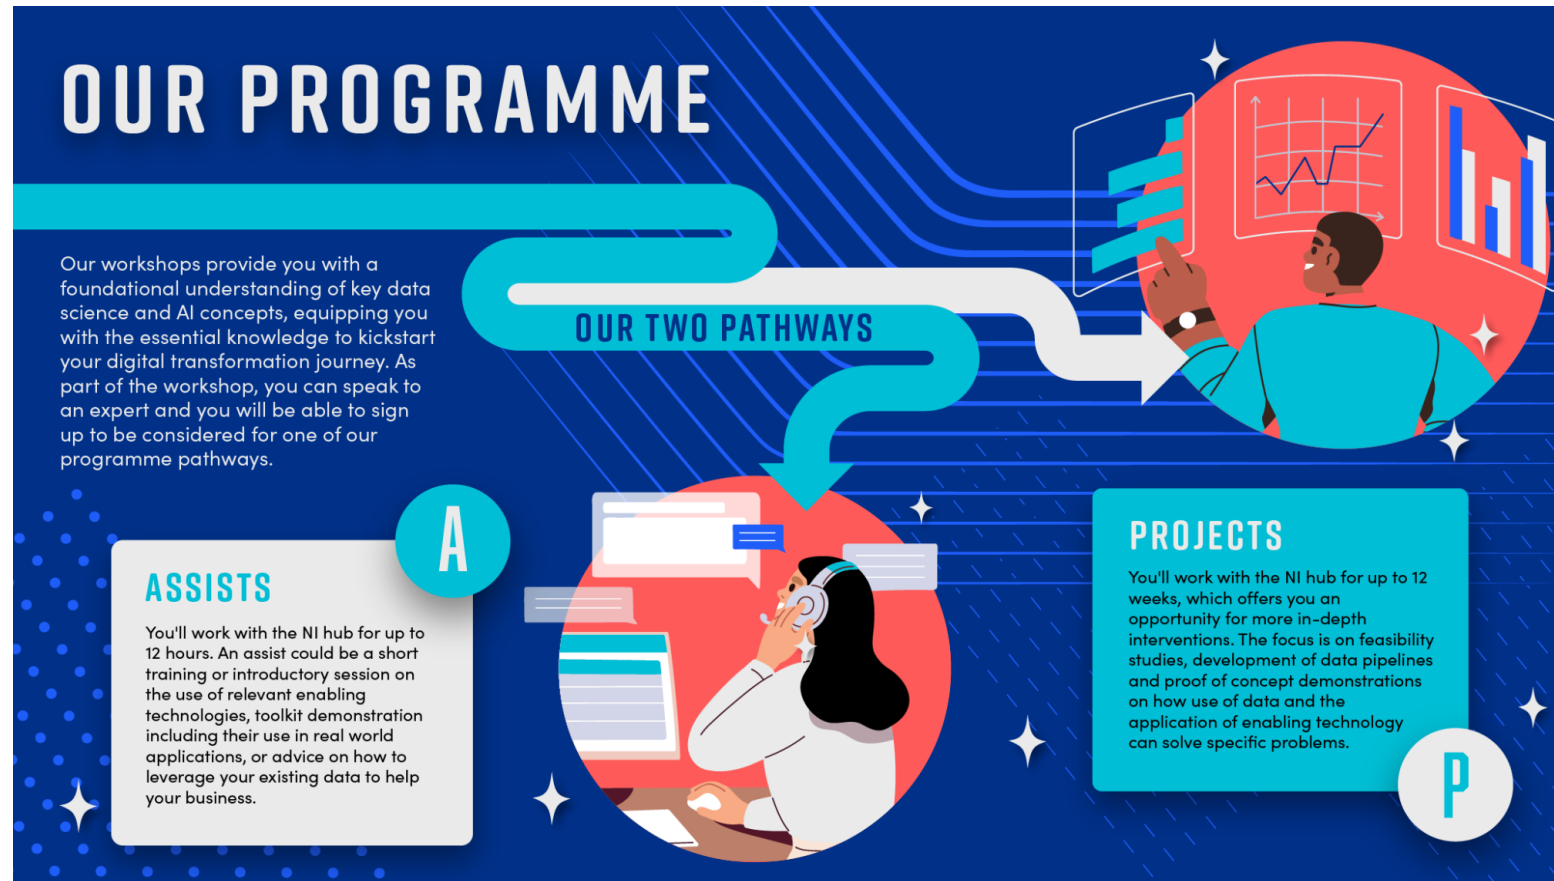 OUR PROGRAMME
Our workshops provide you with a
foundational understanding of key data
science and AI concepts, equipping you
with the essential knowledge to kickstart
your digital transformation journey. As
part of the workshop, you can speak to
an expert and you will be able to sign
up to be considered for one of our
programme pathways.
OUR TWO PATHWAYS
A
ASSISTS
You'll work with the NI hub for up to
12 hours. An assist could be a short
training or introductory session on
the use of relevant enabling
technologies, toolkit demonstration
including their use in real world
applications, or advice on how to
leverage your existing data to help
your business.
PROJECTS
You'll work with the NI hub for up to 12
weeks, which offers you an
opportunity for more in-depth
interventions. The focus is on feasibility
studies, development of data pipelines
and proof of concept demonstrations
on how use of data and the
application of enabling technology
can solve specific problems.
P